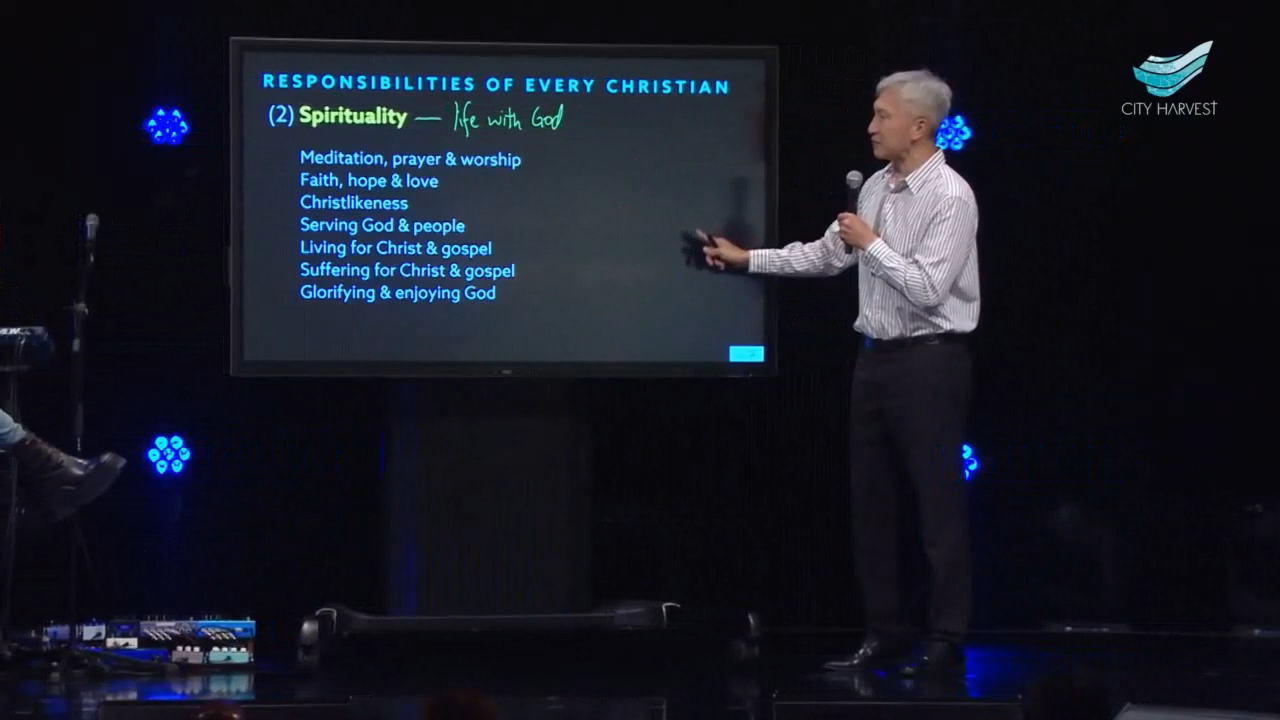 RESPONSIBILITIES OF EVERY CHRISTIAN
(2) Spirituality — life with God
Meditation, prayer & worship
Faith, hope & love
Christlikeness
Serving God & people
Living for Christ & gospel
Suffering for Christ & gospel
Glorifying & enjoying God
CITY HARVEST